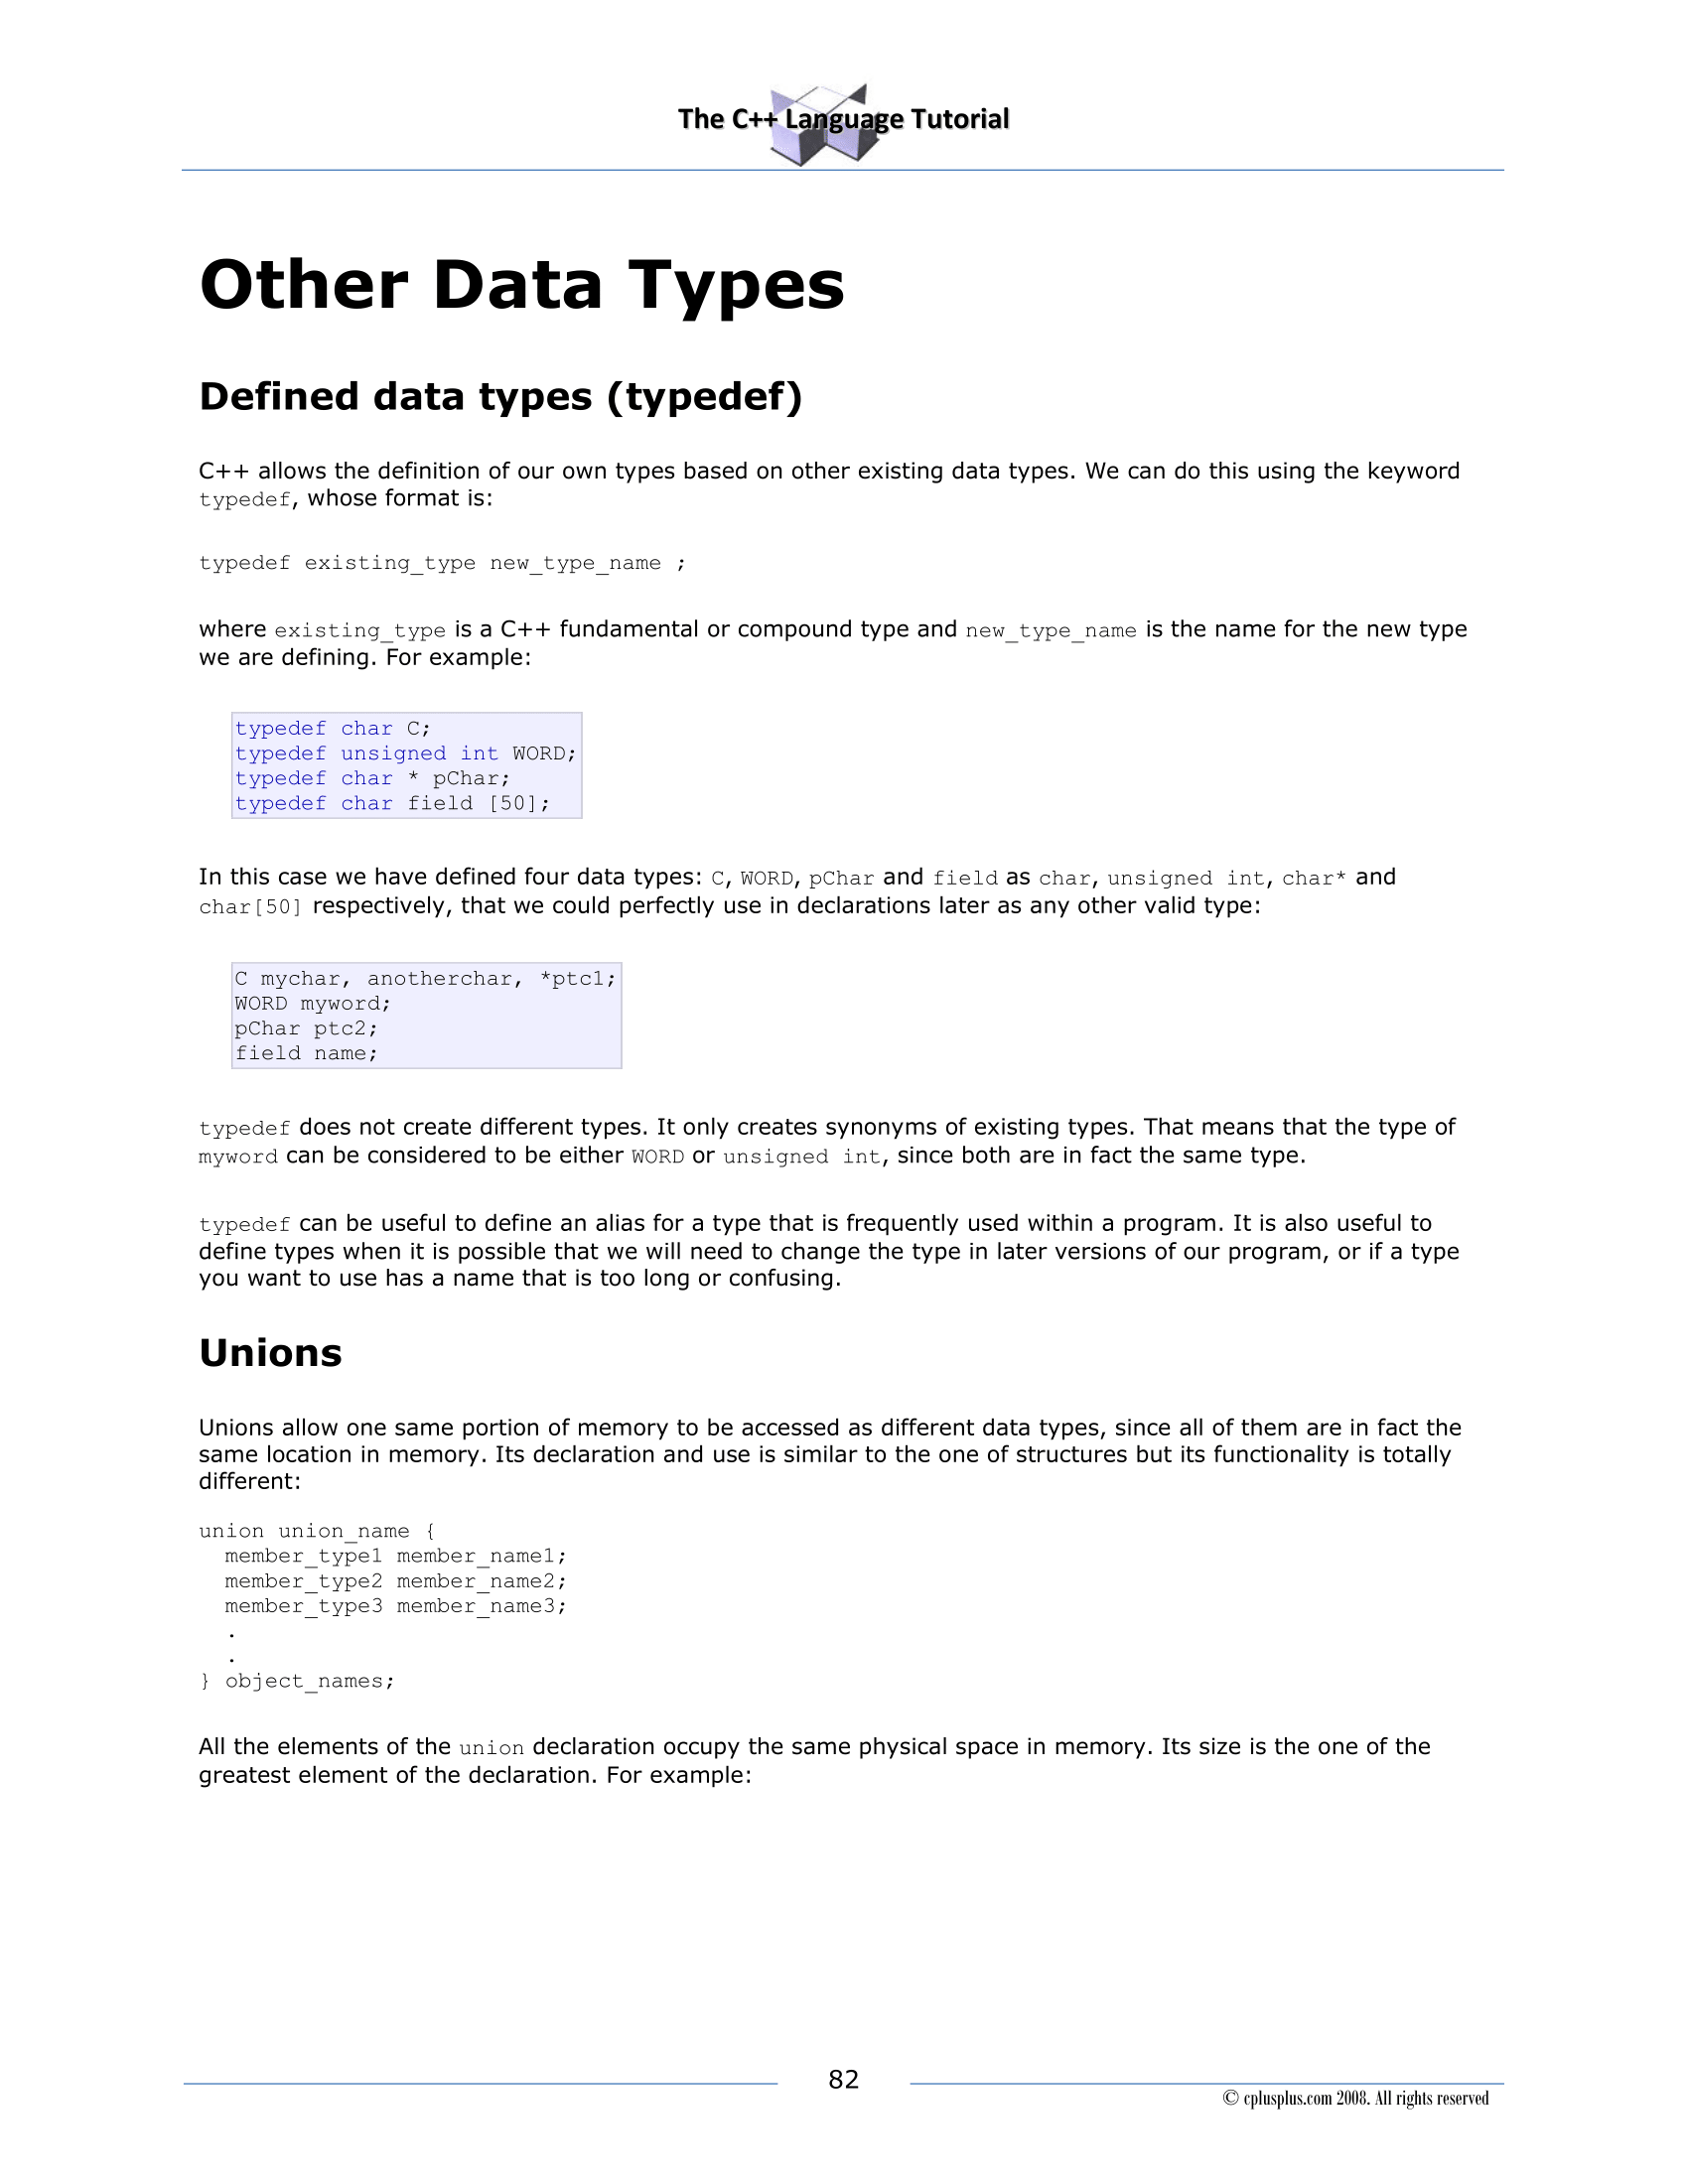 The C++ Language Tutorial
Other Data Types
Defined data types (typedef)
C++ allows the definition of our own types based on other existing data types. We can do this using the keyword
typedef, whose format is:
typedef existing_type new_type_name ;
where existing_type is a C++ fundamental or compound type and new_type_name is the name for the new type
we are defining. For example:
typedef char C;
typedef unsigned int WORD;
typedef char * pChar;
typedef char field [50];
In this case we have defined four data types: C, WORD, pChar and field as char, unsigned int, char* and
char[50] respectively, that we could perfectly use in declarations later as any other valid type:
C mychar, anotherchar, *ptc1;
WORD myword;
pChar ptc2;
field name;
typedef does not create different types. It only creates synonyms of existing types. That means that the type of
myword can be considered to be either WORD or unsigned int, since both are in fact the same type.
typedef can be useful to define an alias for a type that is frequently used within a program. It is also useful to
define types when it is possible that we will need to change the type in later versions of our program, or if a type
you want to use has a name that is too long or confusing.
Unions
Unions allow one same portion of memory to be accessed as different data types, since all of them are in fact the
same location in memory. Its declaration and use is similar to the one of structures but its functionality is totally
different:
union union_name {
  member_type1 member_name1;
  member_type2 member_name2;
  member_type3 member_name3;
  .
  .
} object_names;
All the elements of the union declaration occupy the same physical space in memory. Its size is the one of the
greatest element of the declaration. For example:
82
© cplusplus.com 2008. All rights reserved